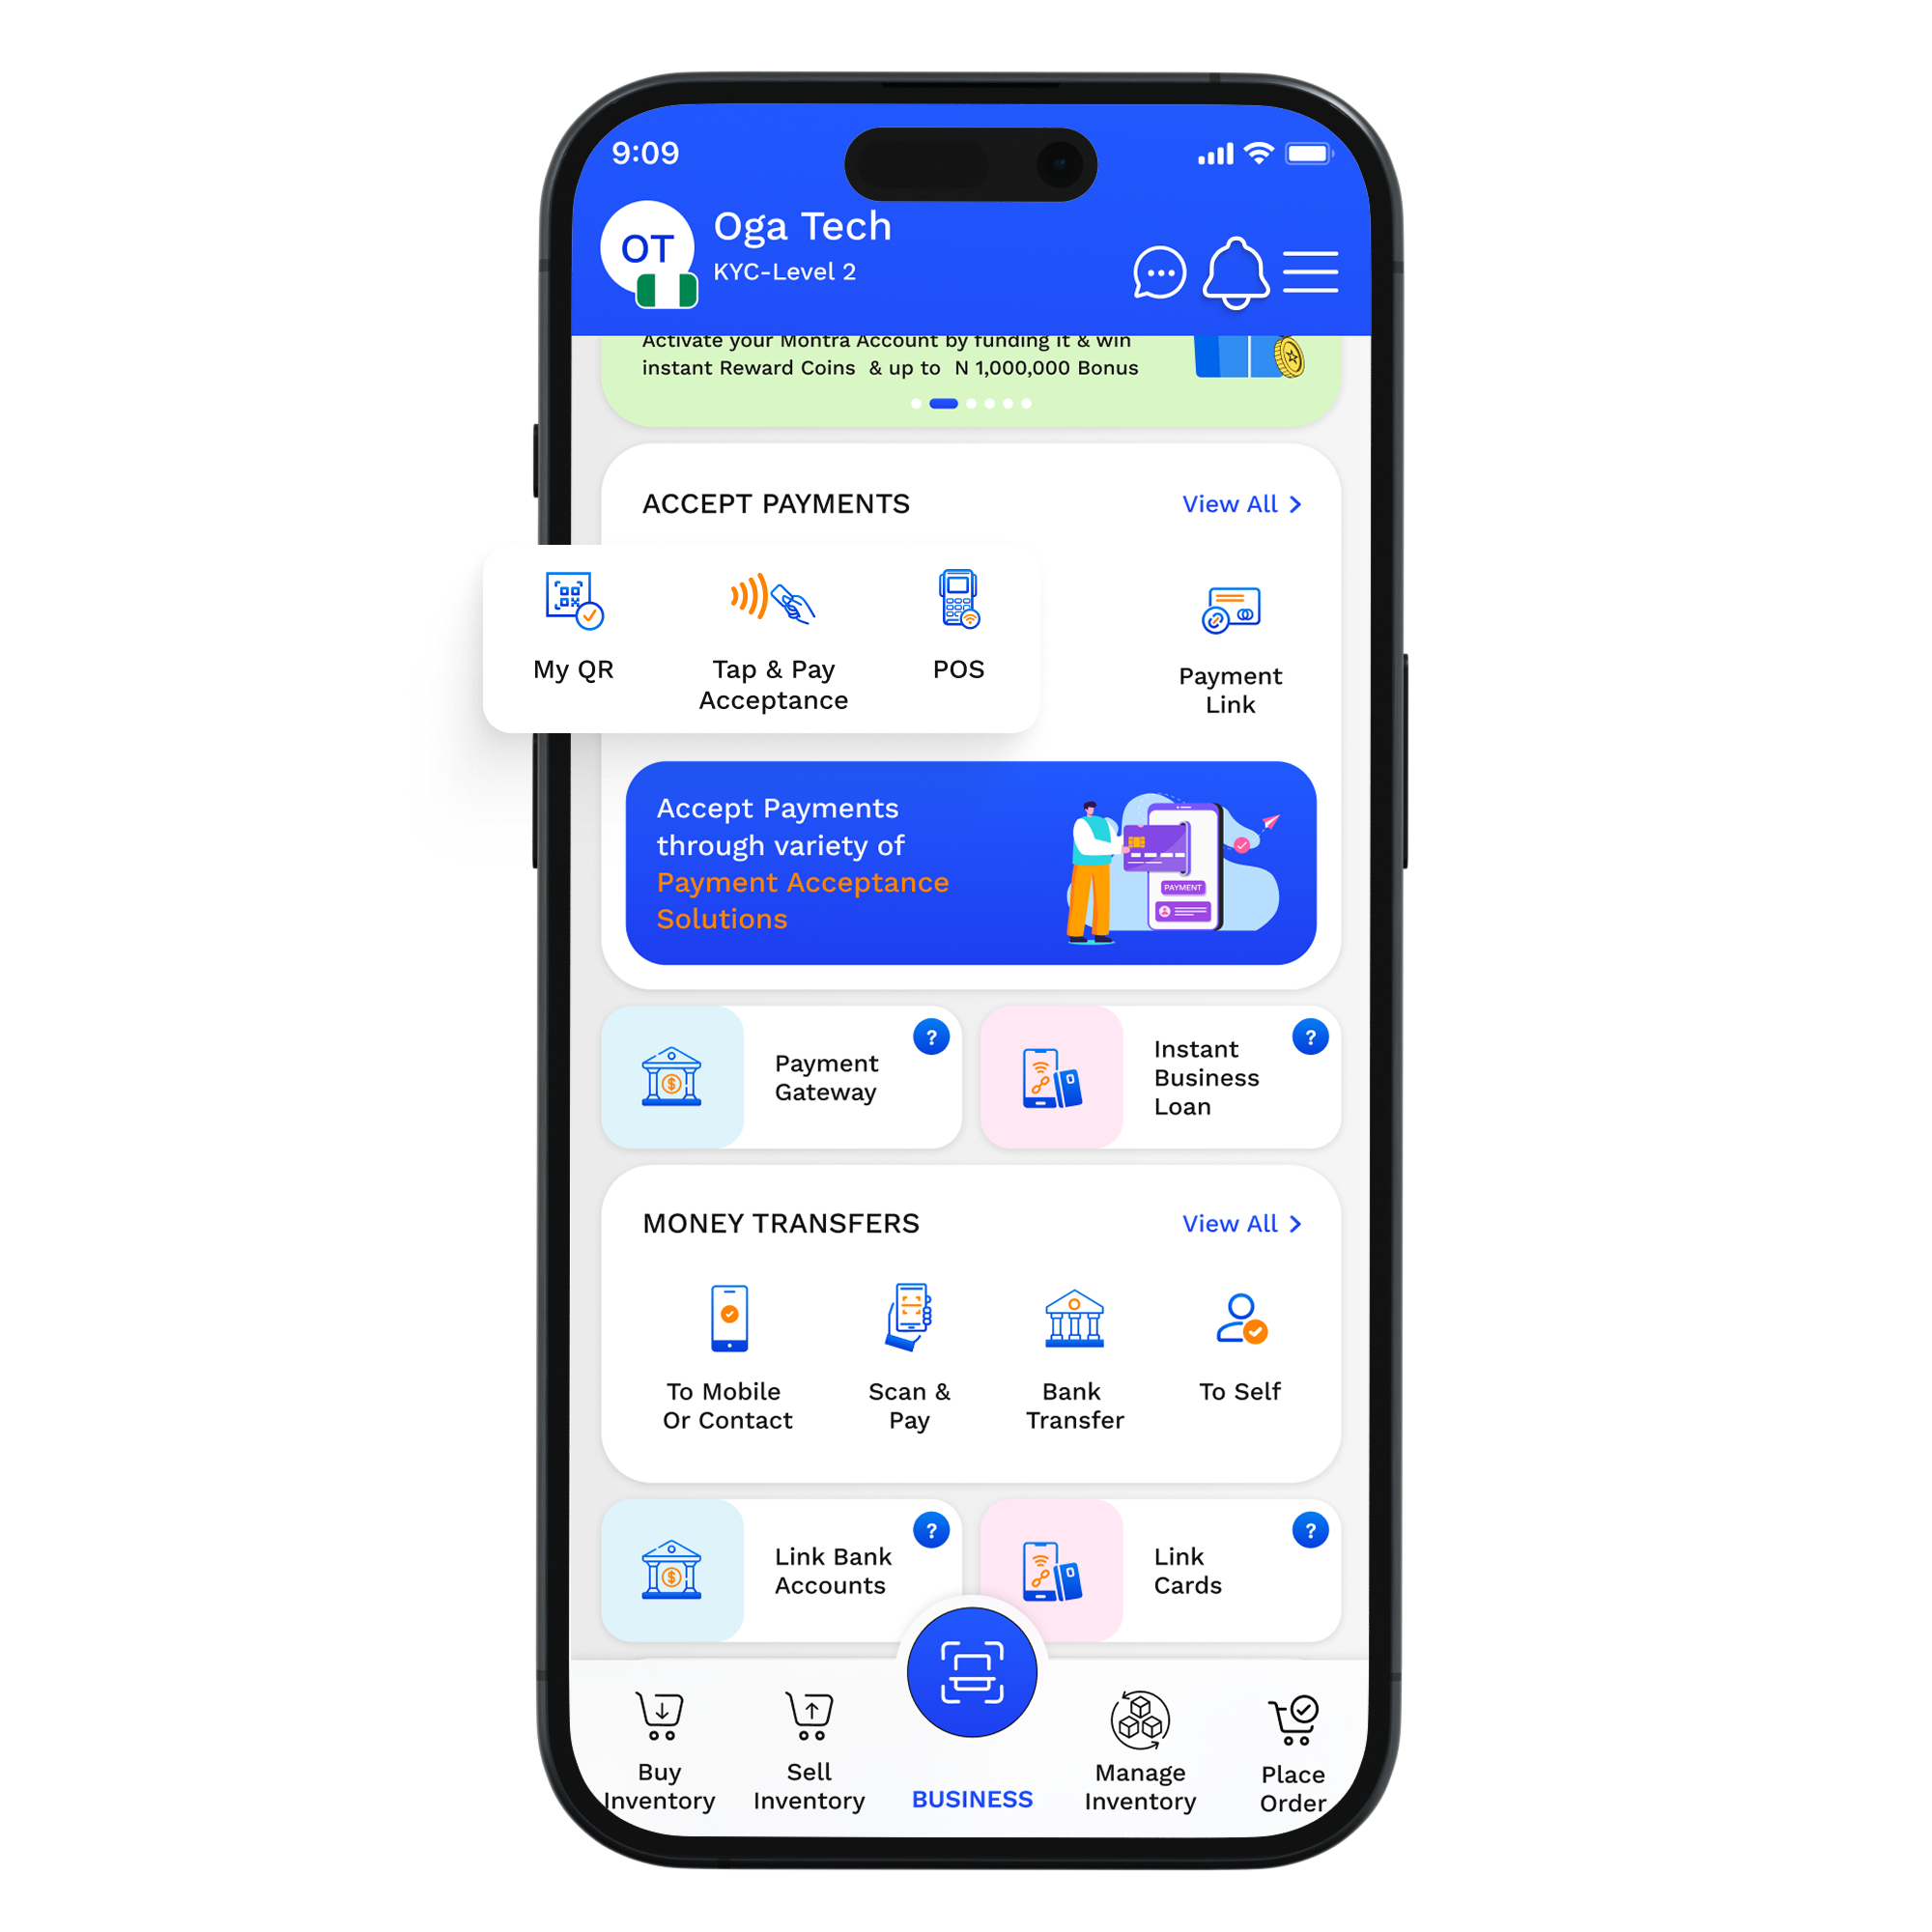 9:09
OT
Oga Tech
KYC-Level 2
Activate your Montra Account by funding it & win
instant Reward Coins & up to N 1,000,000 Bonus
ACCEPT PAYMENTS
View All
My QR
Tap & Pay
Acceptance
POS
Payment
Link
Accept Payments
through variety of
Payment Acceptance
Solutions
PAYMENT
Payment
Gateway
?
Instant
Business
Loan
?
MONEY TRANSFERS
View All
To Mobile
Or Contact
Scan &
Pay
Bank
Transfer
To Self
Link Bank
Accounts
?
Link
Cards
?
Buy
Inventory
Sell
Inventory
BUSINESS
Manage
Inventory
Place
Order